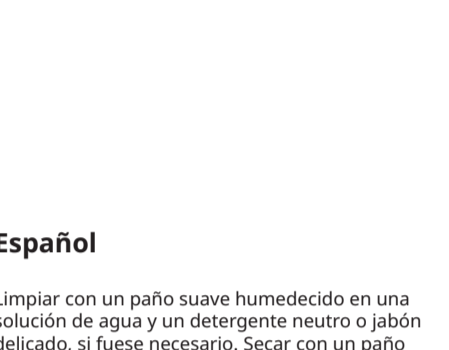 Español
Limpiar con un paño suave humedecido en una
solución de agua y un detergente neutro o jabón
delicado, si fuese necesario. Secar con un paño